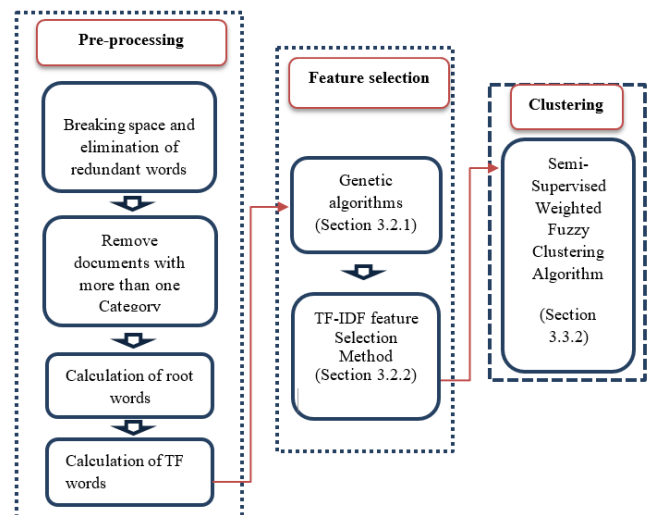 Pre-processing
Breaking space and
elimination of
redundant words
Remove
documents with
more than one
Category
Calculation of root
words
Calculation of TF
words
Feature selection
Genetic
algorithms
(Section 3.2.1)
TF-IDF feature
Selection
Method
(Section 3.2.2)
Clustering
Semi-
Supervised
Weighted
Fuzzy
Clustering
Algorithm
(Section
3.3.2)